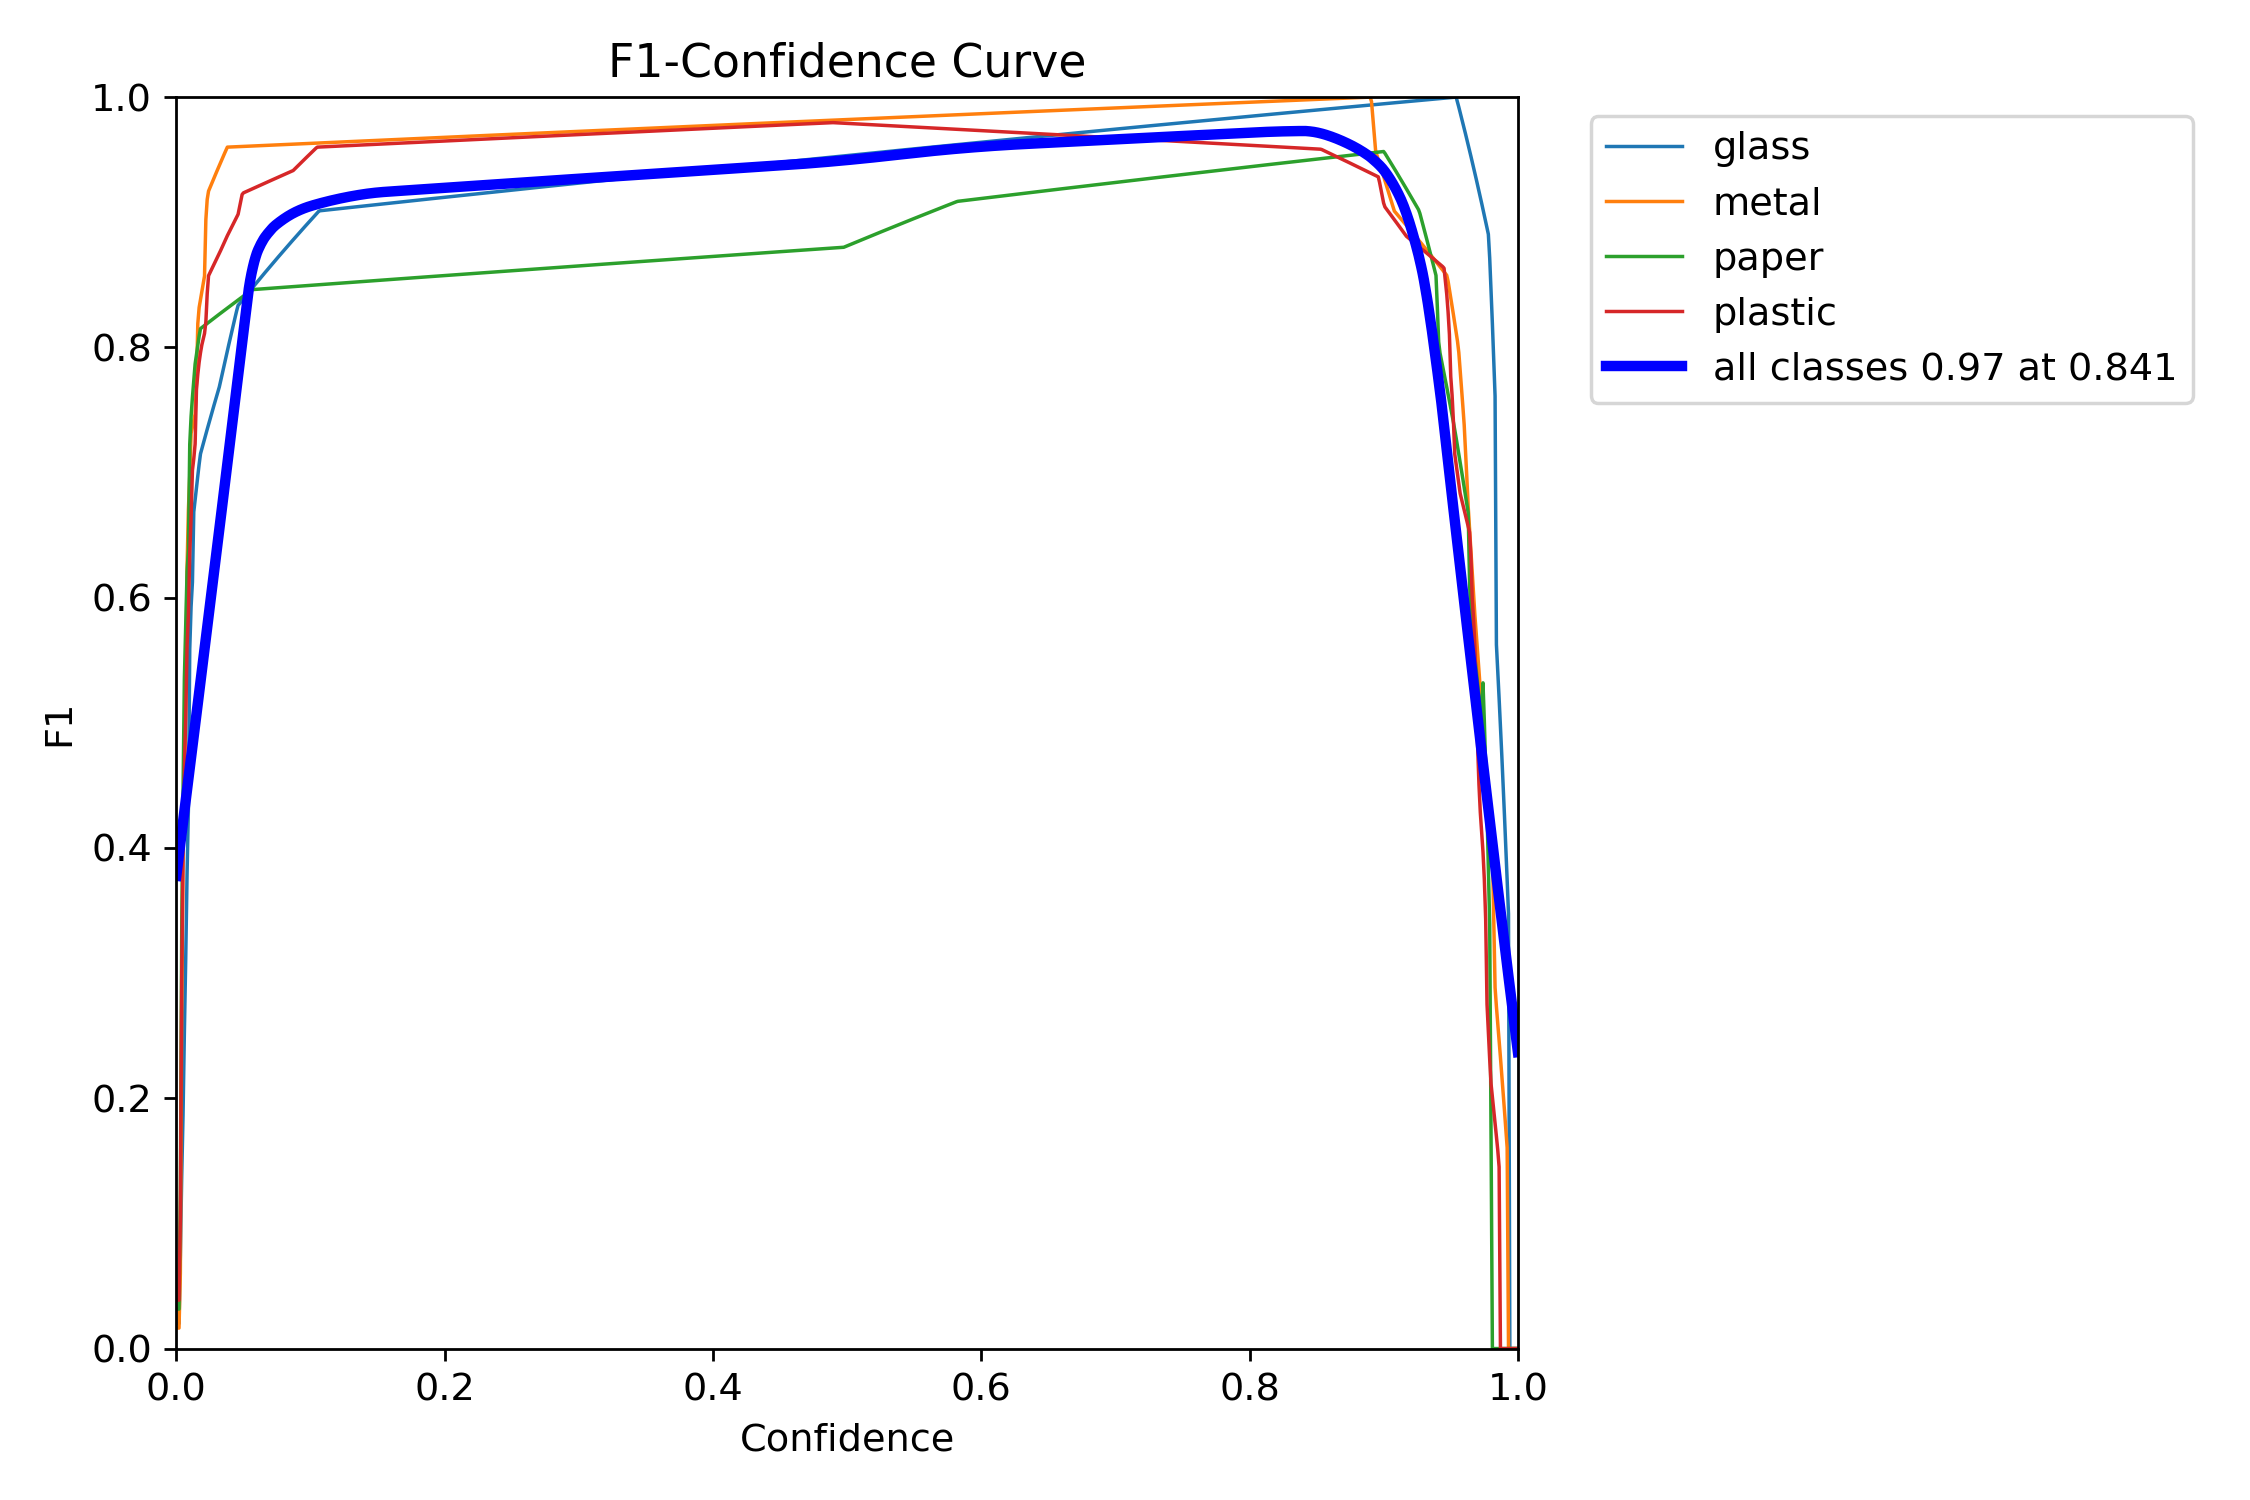 F1-Confidence Curve
1.0
0.8
0.6
0.4
0.2
0.0
F1
0.0 0.2 0.4 0.6 0.8 1.0
Confidence
glass
metal
paper
plastic
all classes 0.97 at 0.841